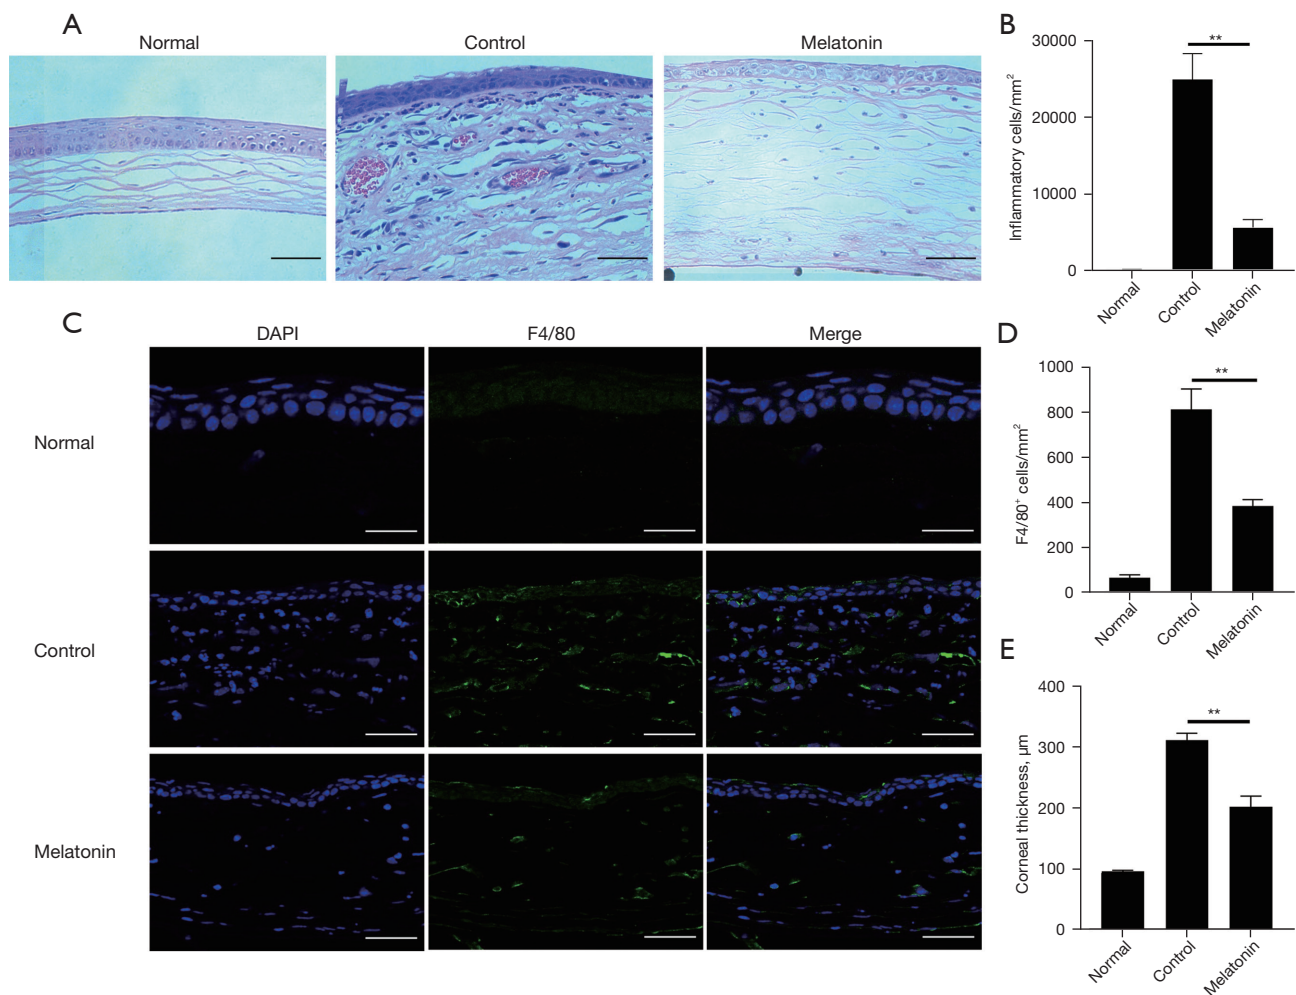 A
Normal
Control
Melatonin
B
Inflammatory cells/mm²
30000
20000
10000
0
**
Normal
Control
Melatonin
C
DAPI
F4/80
Merge
Normal
Control
Melatonin
D
F4/80⁺ cells/mm²
1000
800
600
400
200
0
**
Normal
Control
Melatonin
E
Corneal thickness, μm
400
300
200
100
0
**
Normal
Control
Melatonin